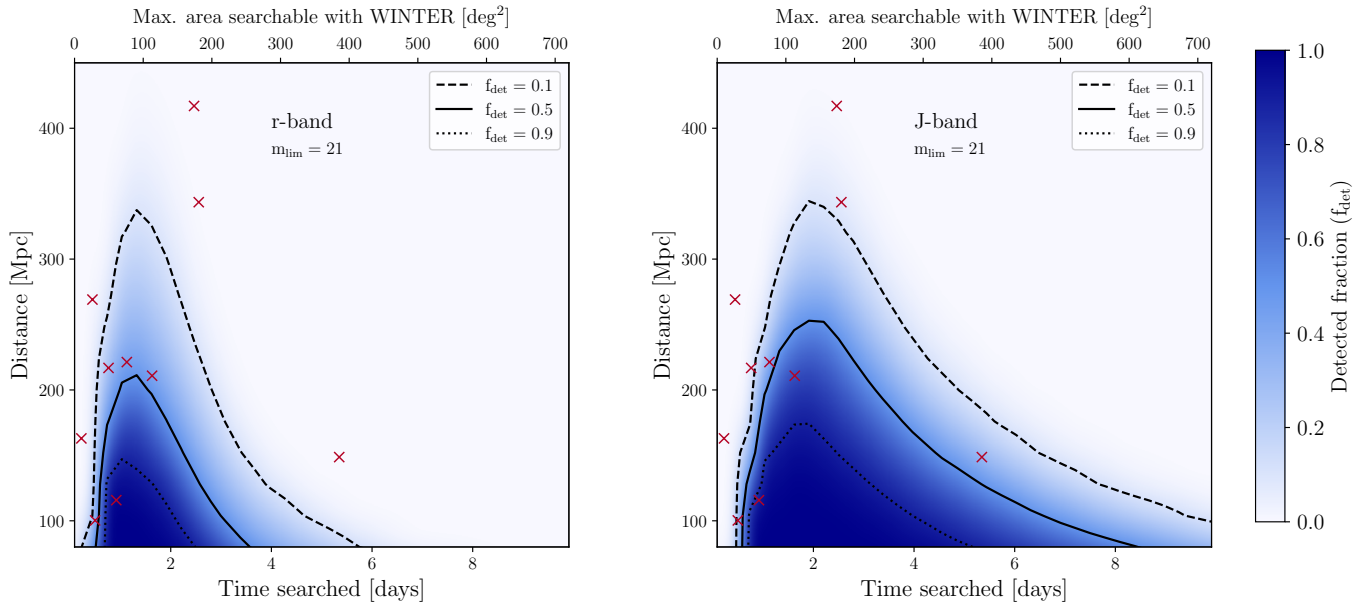 Max. area searchable with WINTER [deg²]
0 100 200 300 400 500 600 700
f_det = 0.1
f_det = 0.5
f_det = 0.9
r-band
m_lim = 21
400
300
200
100
Distance [Mpc]
2 4 6 8
Time searched [days]
Max. area searchable with WINTER [deg²]
0 100 200 300 400 500 600 700
f_det = 0.1
f_det = 0.5
f_det = 0.9
J-band
m_lim = 21
400
300
200
100
Distance [Mpc]
2 4 6 8
Time searched [days]
1.0
0.8
0.6
0.4
0.2
0.0
Detected fraction (f_det)